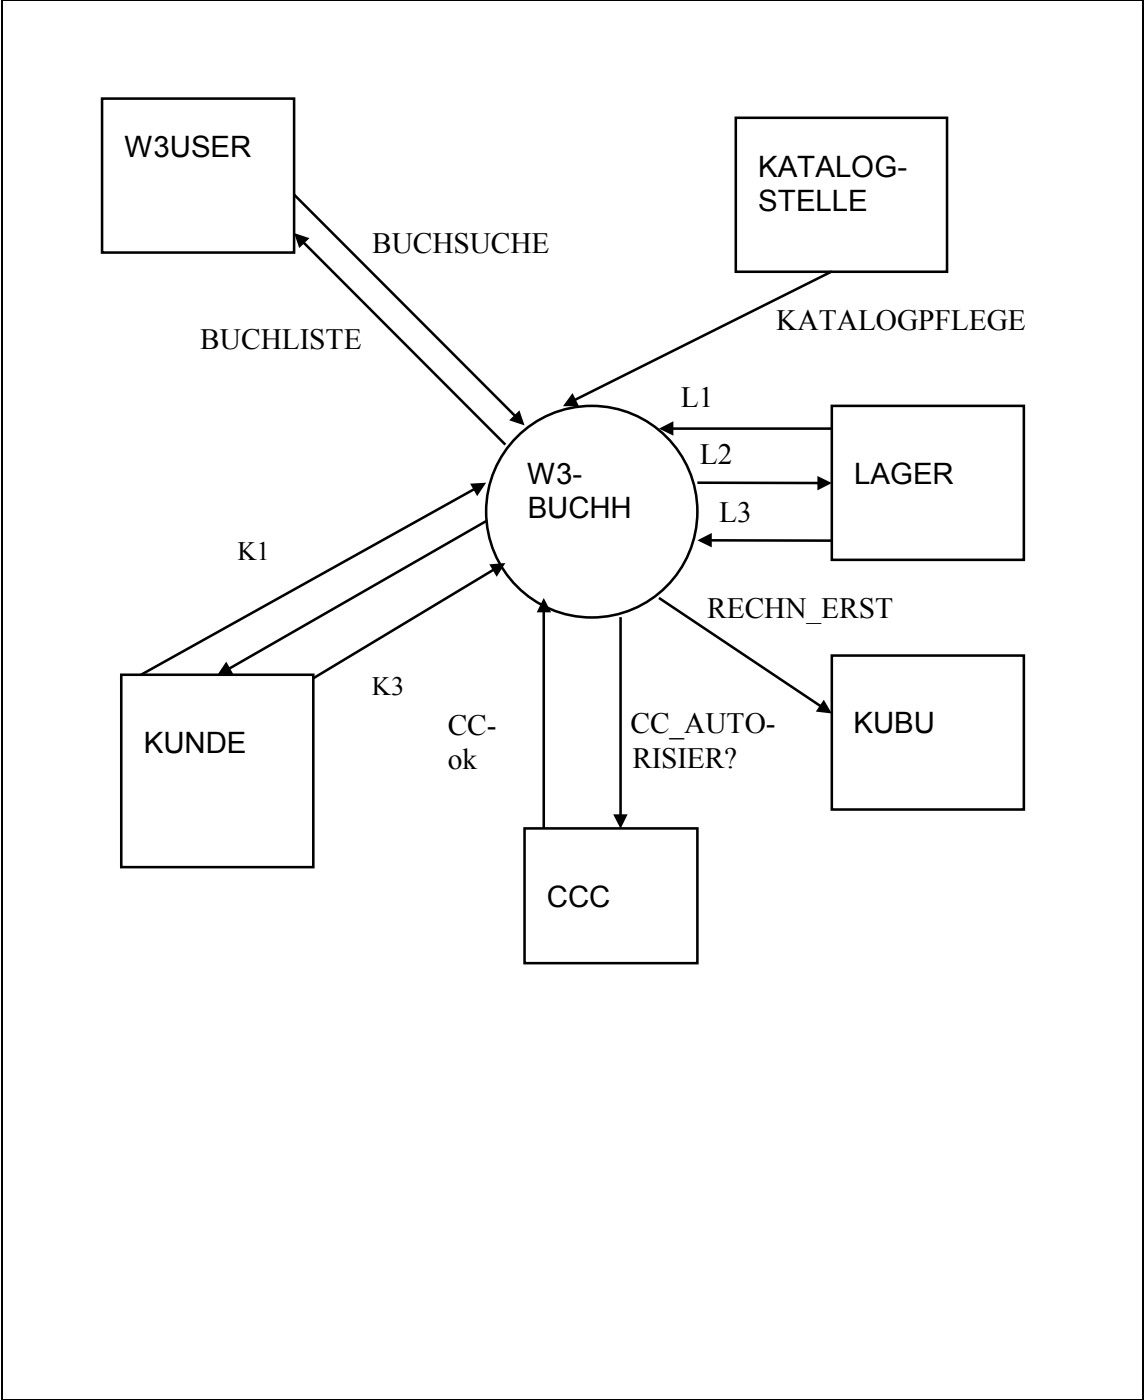 W3USER
KATALOG-
STELLE
BUCHSUCHE
KATALOGPFLEGE
BUCHLISTE
L1
L2
W3-
BUCHH
LAGER
L3
K1
RECHN_ERST
K3
KUNDE
CC-
ok
CC_AUTO-
RISIER?
KUBU
CCC